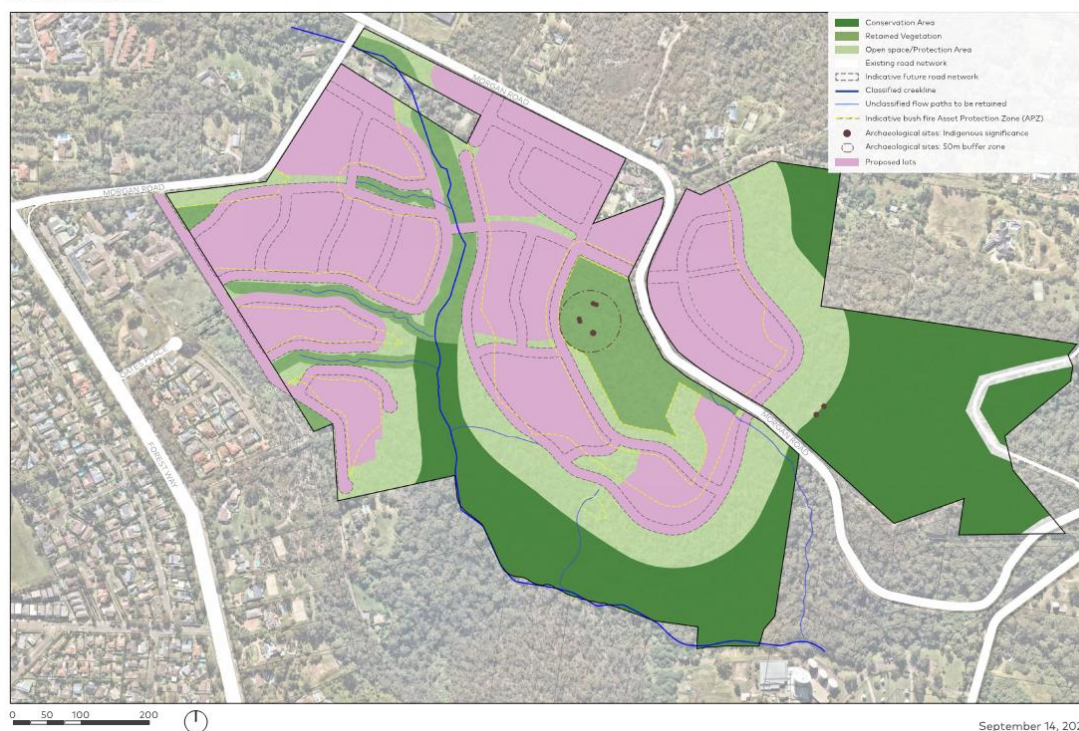 Conservation Area
Retained Vegetation
Open space/Protection Area
Existing road network
Indicative future road network
Classified creekline
Unclassified flow paths to be retained
Indicative bush fire Asset Protection Zone (APZ)
Archaeological sites: Indigenous significance
Archaeological sites: 50m buffer zone
Proposed lots
MORGAN ROAD
MORGAN ROAD
MORGAN ROAD
FOREST WAY
0 50 100 200
September 14, 202